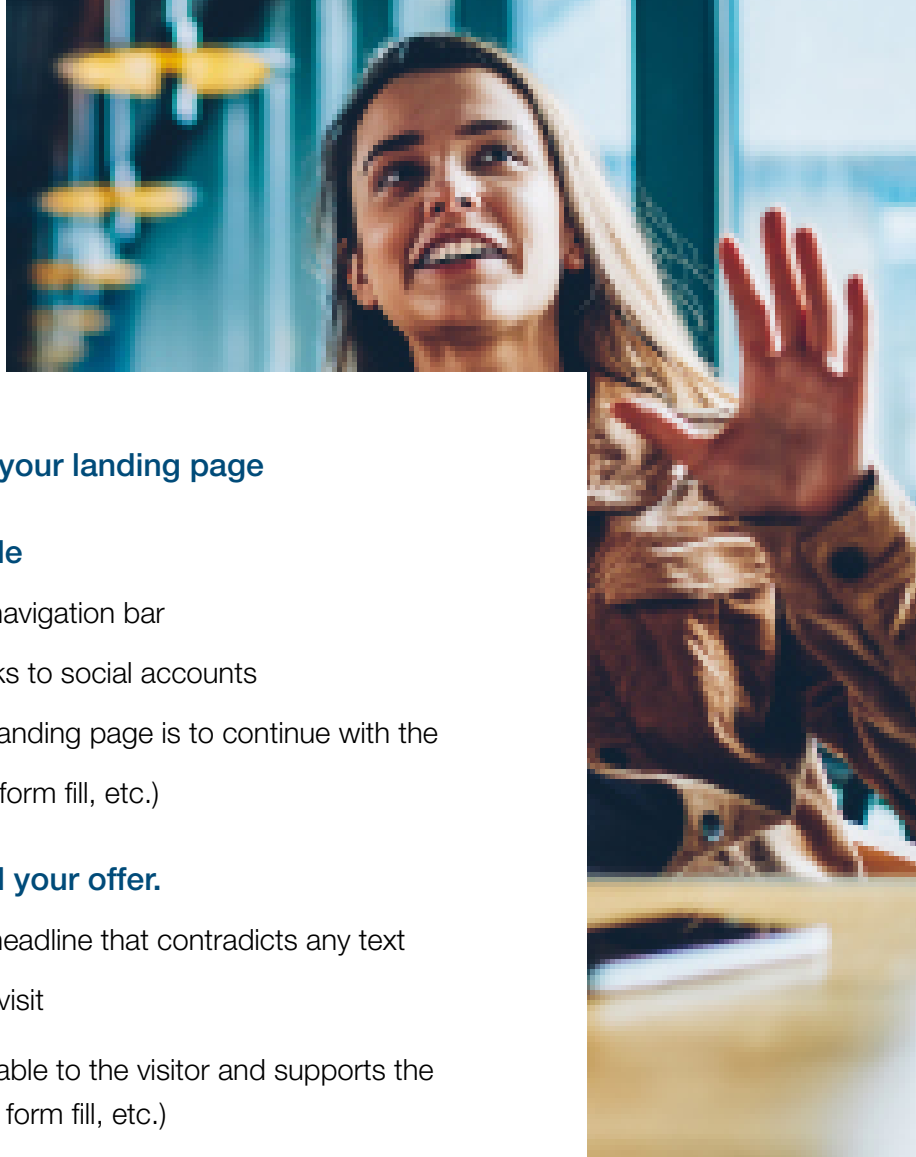 your landing page
le
navigation bar
ks to social accounts
landing page is to continue with the
form fill, etc.)
l your offer.
headline that contradicts any text
visit
able to the visitor and supports the
form fill, etc.)